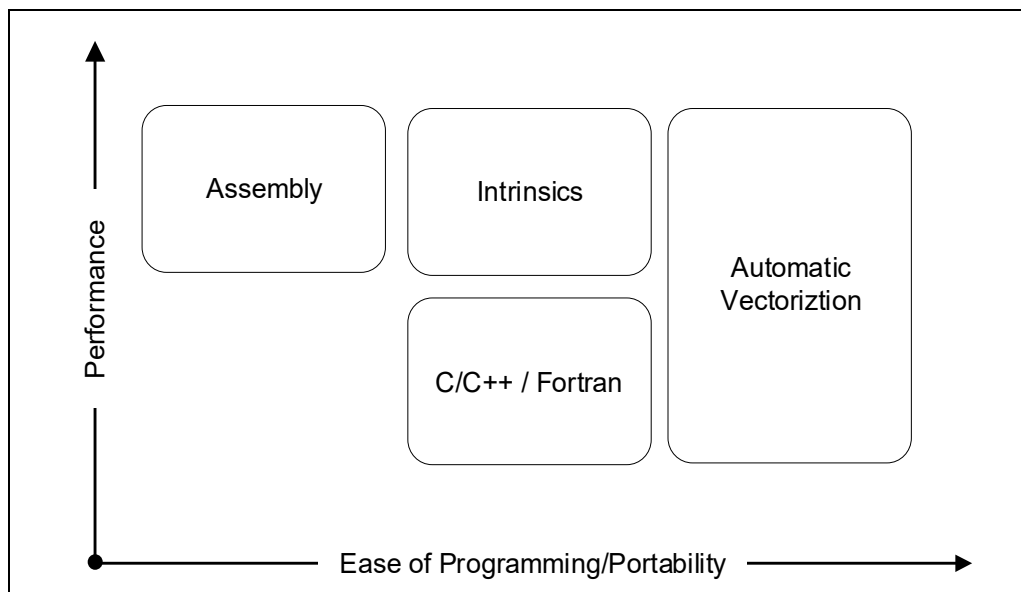 Assembly
Intrinsics
Automatic
Vectoriztion
C/C++ / Fortran
Performance
Ease of Programming/Portability